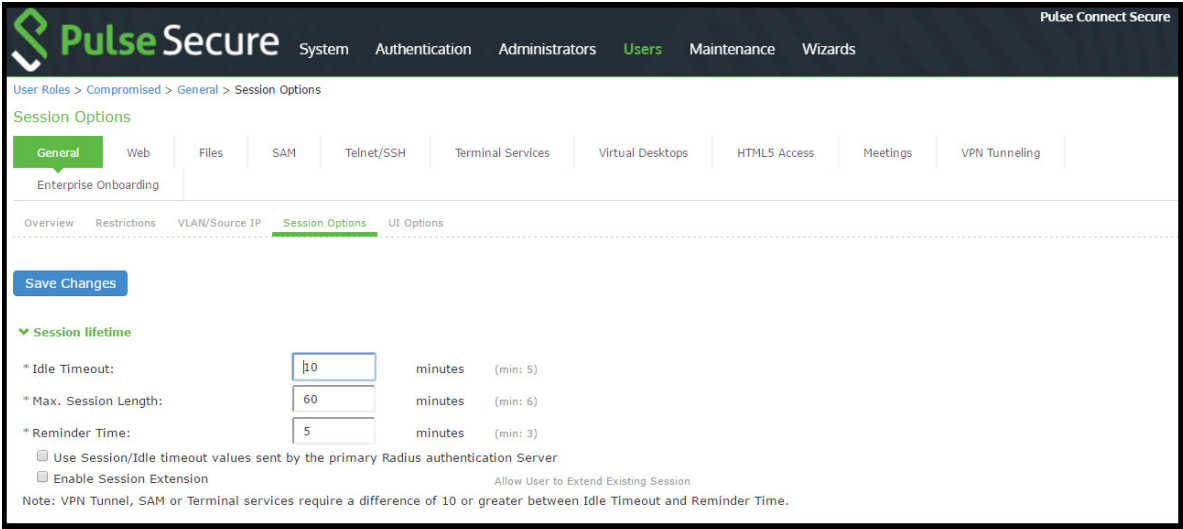 Pulse Connect Secure
Pulse Secure System Authentication Administrators Users Maintenance Wizards
User Roles > Compromised > General > Session Options
Session Options
General Web Files SAM Telnet/SSH Terminal Services Virtual Desktops HTML5 Access Meetings VPN Tunneling
Enterprise Onboarding
Overview Restrictions VLAN/Source IP Session Options UI Options
Save Changes
Session lifetime
* Idle Timeout: 10 minutes (min: 5)
* Max. Session Length: 60 minutes (min: 6)
* Reminder Time: 5 minutes (min: 3)
Use Session/Idle timeout values sent by the primary Radius authentication Server
Enable Session Extension Allow User to Extend Existing Session
Note: VPN Tunnel, SAM or Terminal services require a difference of 10 or greater between Idle Timeout and Reminder Time.